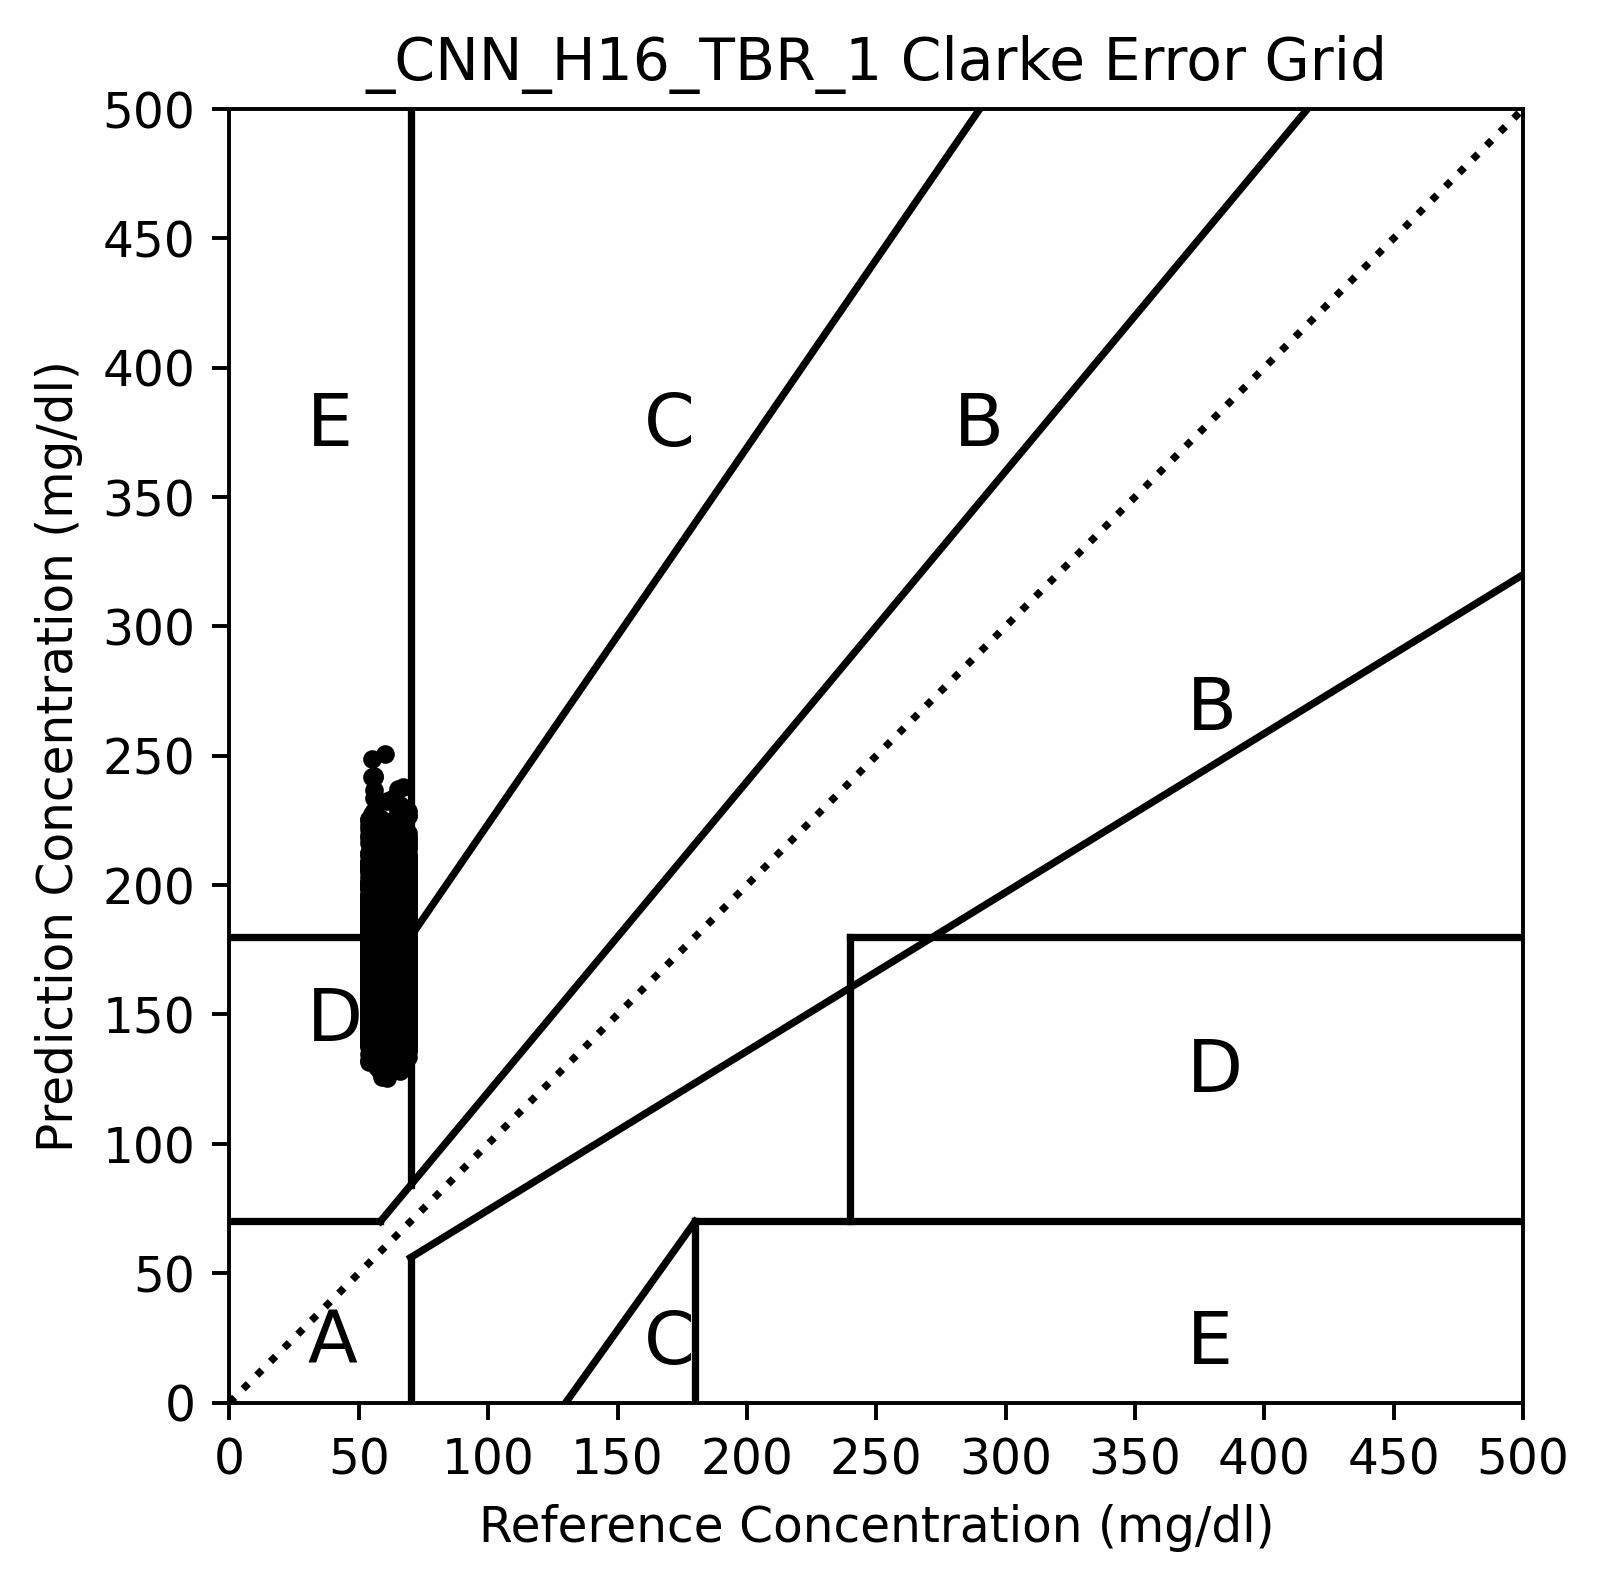 _CNN_H16_TBR_1 Clarke Error Grid
500
450
400
350
300
250
200
150
100
50
0
Prediction Concentration (mg/dl)
E
C
B
B
D
D
A
C
E
0 50 100 150 200 250 300 350 400 450 500
Reference Concentration (mg/dl)